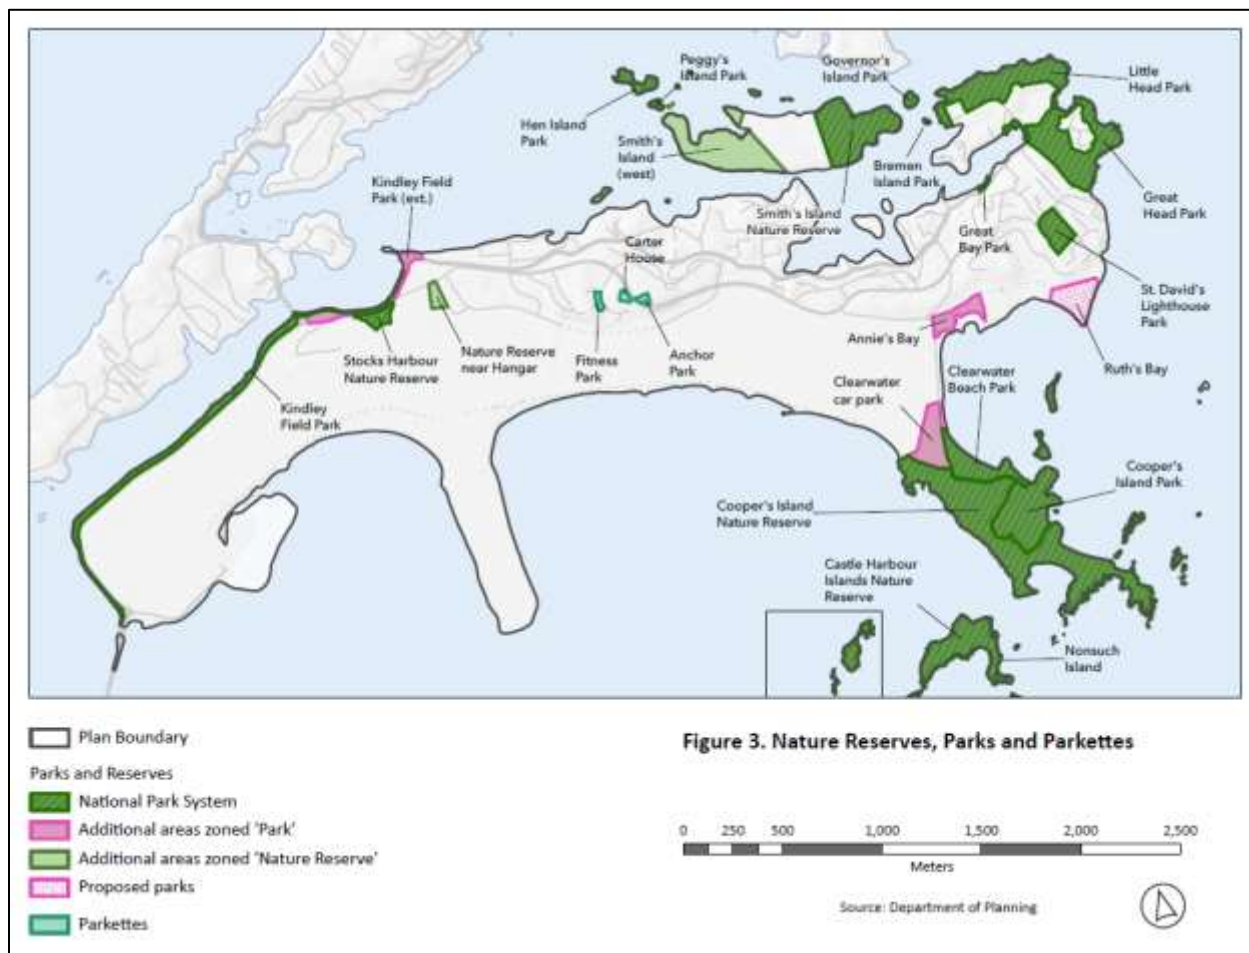 Peggy's
Island Park
Governor's
Island Park
Little
Head Park
Hen Island
Park
Smith's
Island
(west)
Bremen
Island Park
Kindley Field
Park (ext.)
Great
Head Park
Smith's Island
Nature Reserve
Great
Bay Park
Carter
House
St. David's
Lighthouse
Park
Annie's Bay
Stocks Harbour
Nature Reserve
Nature Reserve
near Hangar
Fitness
Park
Anchor
Park
Clearwater
Beach Park
Ruth's Bay
Clearwater
car park
Kindley
Field Park
Cooper's
Island Park
Cooper's Island
Nature Reserve
Castle Harbour
Islands Nature
Reserve
Nonsuch
Island
Plan Boundary
Parks and Reserves
National Park System
Additional areas zoned 'Park'
Additional areas zoned 'Nature Reserve'
Proposed parks
Parkettes
Figure 3. Nature Reserves, Parks and Parkettes
0 250 500 1,000 1,500 2,000 2,500
Meters
Source: Department of Planning